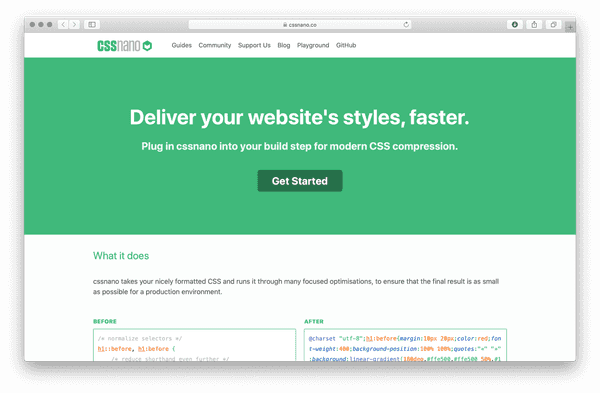 cssnano.co
cssnano
Guides Community Support Us Blog Playground GitHub
Deliver your website's styles, faster.
Plug in cssnano into your build step for modern CSS compression.
Get Started
What it does
cssnano takes your nicely formatted CSS and runs it through many focused optimisations, to ensure that the final result is as small
as possible for a production environment.
BEFORE
/* normalize selectors */
h1::before, h1:before {
/* reduce shorthand even further */
AFTER
@charset "utf-8";h1:before{margin:10px 20px;color:red;fon
t-weight:400;background-position:100% 100%;quotes:"«" "»"
;background:linear-gradient(180deg,#ffe500,#ffe500 50%,#1